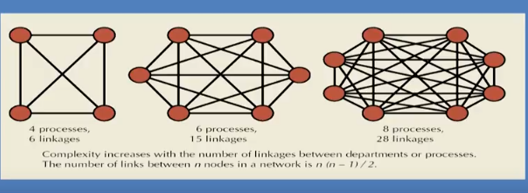 4 processes,
6 linkages
6 processes,
15 linkages
8 processes,
28 linkages
Complexity increases with the number of linkages between departments or processes.
The number of links between n nodes in a network is n (n – 1) / 2.